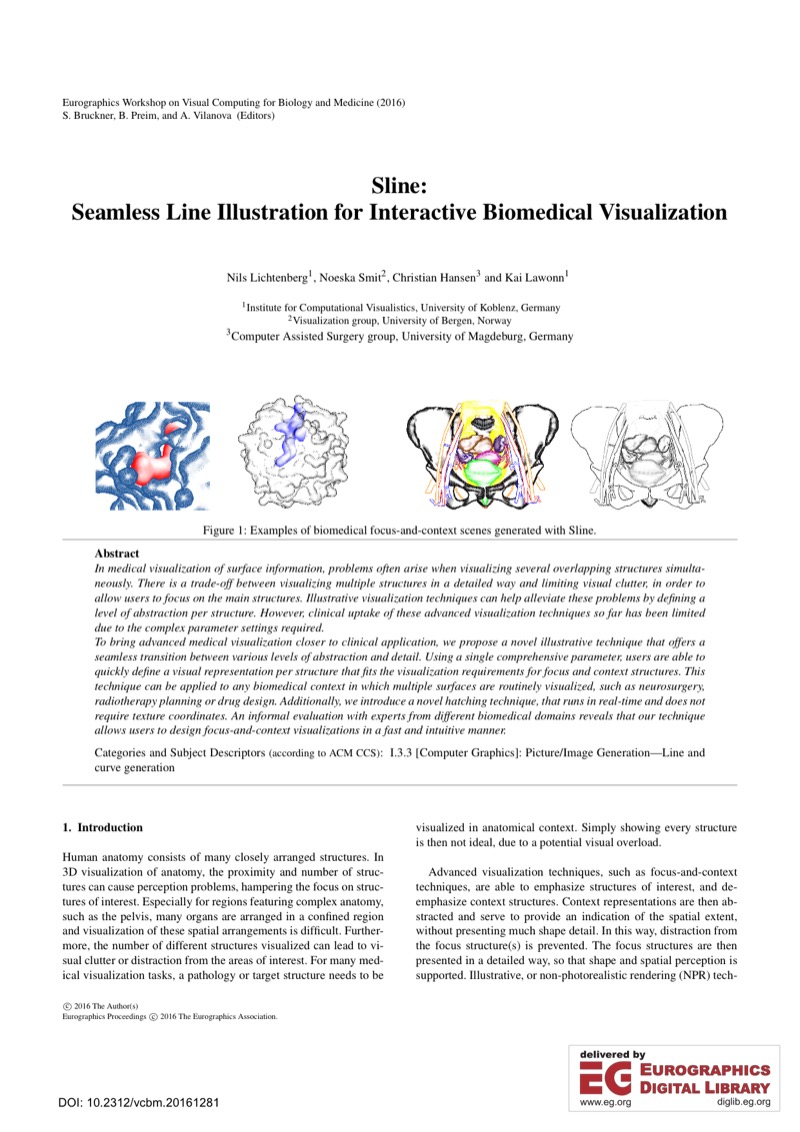 Eurographics Workshop on Visual Computing for Biology and Medicine (2016)
S. Bruckner, B. Preim, and A. Vilanova (Editors)
Sline:
Seamless Line Illustration for Interactive Biomedical Visualization
Nils Lichtenberg1, Noeska Smit2, Christian Hansen3 and Kai Lawonn1
1Institute for Computational Visualistics, University of Koblenz, Germany
2Visualization group, University of Bergen, Norway
3Computer Assisted Surgery group, University of Magdeburg, Germany
Figure 1: Examples of biomedical focus-and-context scenes generated with Sline.
Abstract
In medical visualization of surface information, problems often arise when visualizing several overlapping structures simulta-
neously. There is a trade-off between visualizing multiple structures in a detailed way and limiting visual clutter, in order to
allow users to focus on the main structures. Illustrative visualization techniques can help alleviate these problems by defining a
level of abstraction per structure. However, clinical uptake of these advanced visualization techniques so far has been limited
due to the complex parameter settings required.
To bring advanced medical visualization closer to clinical application, we propose a novel illustrative technique that offers a
seamless transition between various levels of abstraction and detail. Using a single comprehensive parameter, users are able to
quickly define a visual representation per structure that fits the visualization requirements for focus and context structures. This
technique can be applied to any biomedical context in which multiple surfaces are routinely visualized, such as neurosurgery,
radiotherapy planning or drug design. Additionally, we introduce a novel hatching technique, that runs in real-time and does not
require texture coordinates. An informal evaluation with experts from different biomedical domains reveals that our technique
allows users to design focus-and-context visualizations in a fast and intuitive manner.
Categories and Subject Descriptors (according to ACM CCS): I.3.3 [Computer Graphics]: Picture/Image Generation—Line and
curve generation
1. Introduction
Human anatomy consists of many closely arranged structures. In
3D visualization of anatomy, the proximity and number of struc-
tures can cause perception problems, hampering the focus on struc-
tures of interest. Especially for regions featuring complex anatomy,
such as the pelvis, many organs are arranged in a confined region
and visualization of these spatial arrangements is difficult. Further-
more, the number of different structures visualized can lead to vi-
sual clutter or distraction from the areas of interest. For many med-
ical visualization tasks, a pathology or target structure needs to be
visualized in anatomical context. Simply showing every structure
is then not ideal, due to a potential visual overload.
Advanced visualization techniques, such as focus-and-context
techniques, are able to emphasize structures of interest, and de-
emphasize context structures. Context representations are then ab-
stracted and serve to provide an indication of the spatial extent,
without presenting much shape detail. In this way, distraction from
the focus structure(s) is prevented. The focus structures are then
presented in a detailed way, so that shape and spatial perception is
supported. Illustrative, or non-photorealistic rendering (NPR) tech-
© 2016 The Author(s)
Eurographics Proceedings © 2016 The Eurographics Association.
DOI: 10.2312/vcbm.20161281
delivered by
EG EUROGRAPHICS
DIGITAL LIBRARY
www.eg.org diglib.eg.org